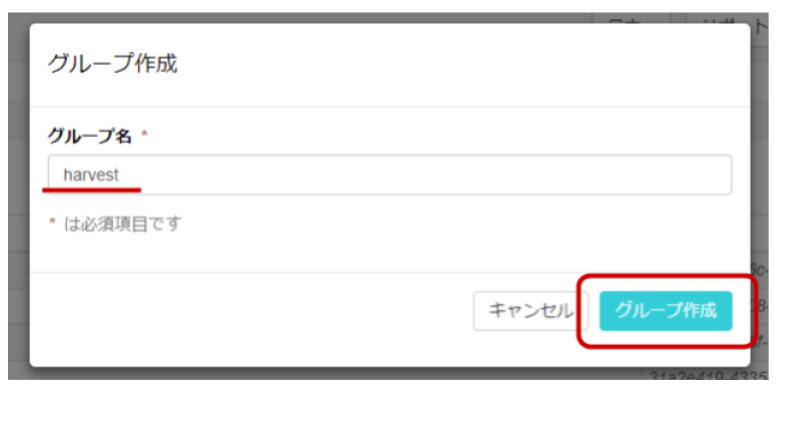 グループ作成
グループ名 *
harvest
* は必須項目です
キャンセル
グループ作成
31a2e419-4335